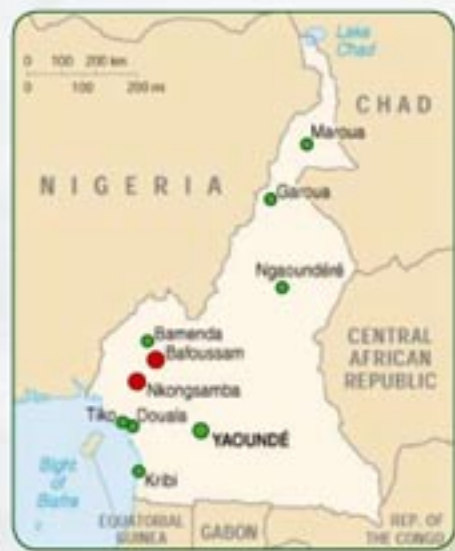 Lake
Chad
0 100 200 km
0 100 200 mi
CHAD
Maroua
NIGERIA
Garoua
Ngaoundéré
Bamenda
Bafoussam
CENTRAL
AFRICAN
REPUBLIC
Nkongsamba
Tiko
Douala
YAOUNDÉ
Bight of
Biafra
Kribi
EQUATORIAL
GUINEA
GABON
REP. OF
THE CONGO